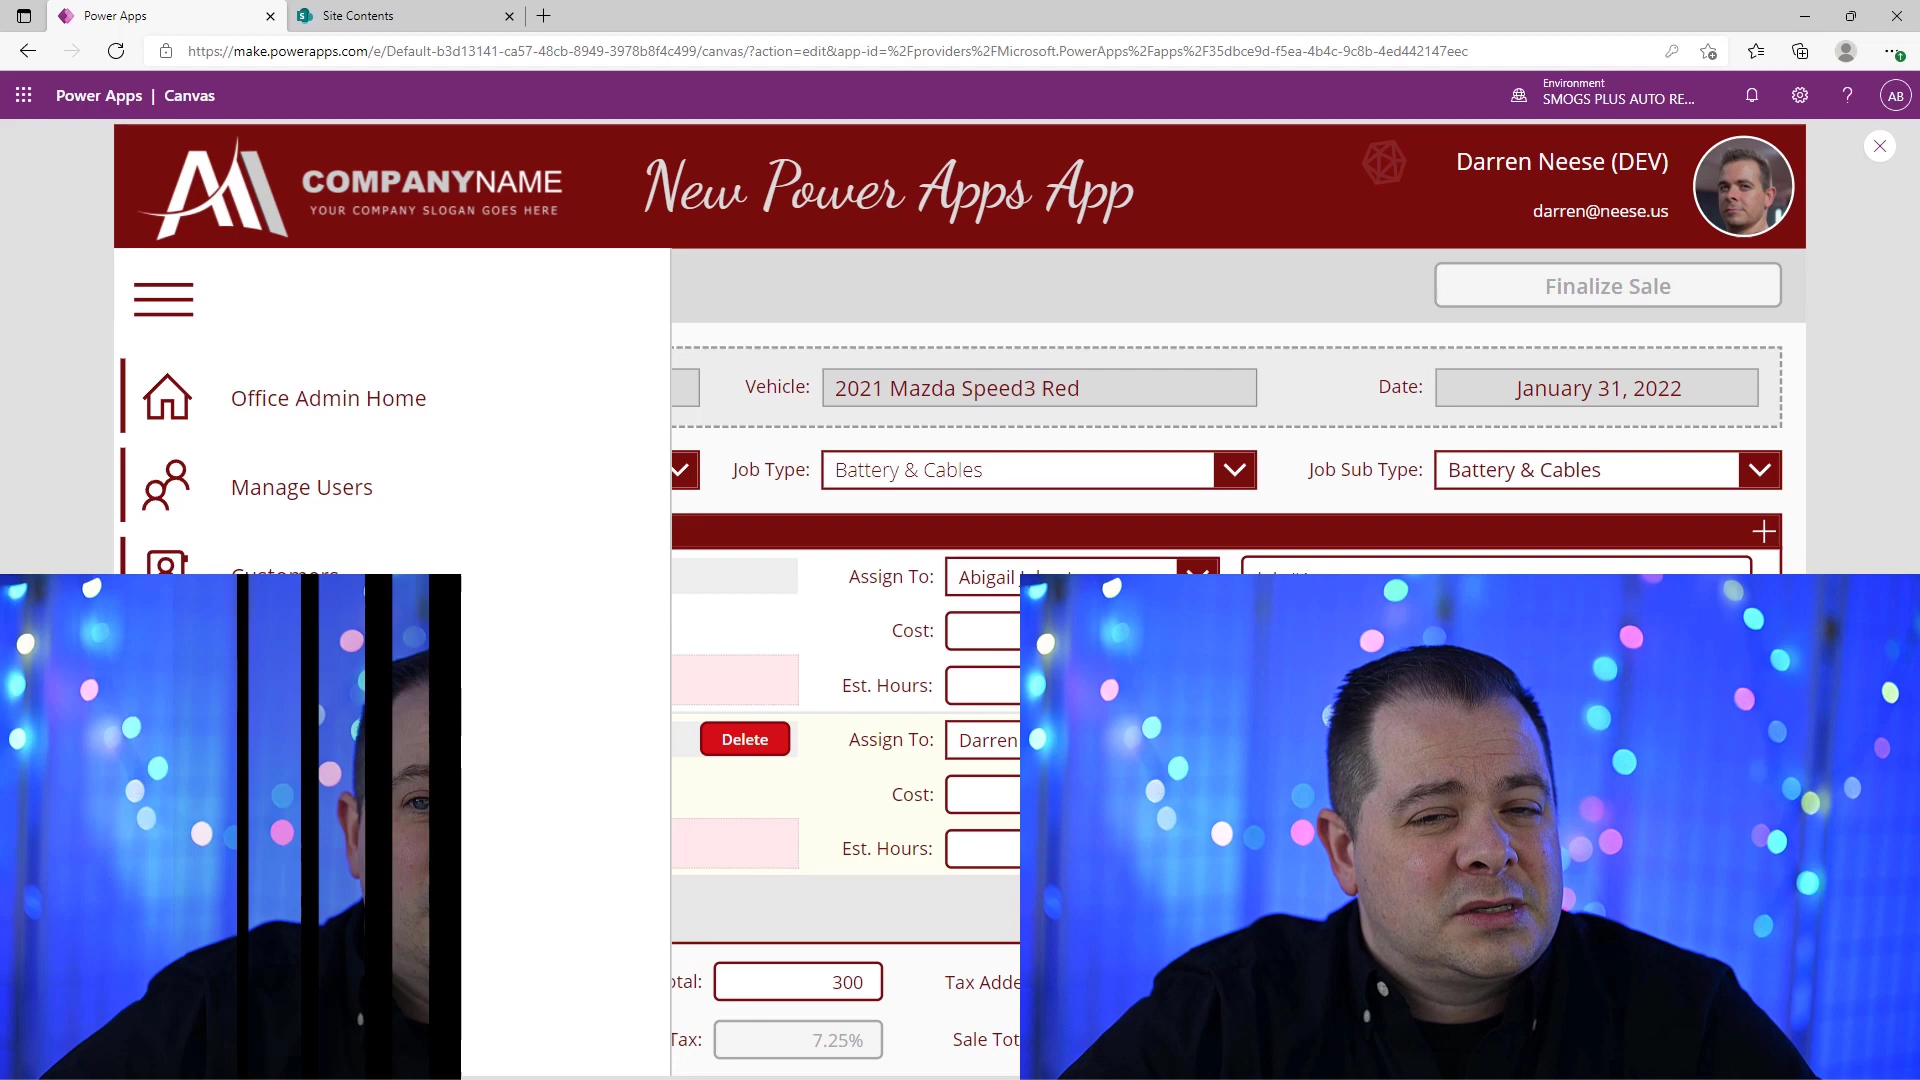 Power Apps
Site Contents
https://make.powerapps.com/e/Default-b3d13141-ca57-48cb-8949-3978b8f4c499/canvas/?action=edit&app-id=%2Fproviders%2FMicrosoft.PowerApps%2Fapps%2F35dbce9d-f5ea-4b4c-9c8b-4ed442147eec
Power Apps | Canvas
Environment
SMOGS PLUS AUTO RE...
AB
COMPANYNAME
YOUR COMPANY SLOGAN GOES HERE
New Power Apps App
Darren Neese (DEV)
darren@neese.us
Finalize Sale
Office Admin Home
Manage Users
Customers
Vehicle: 2021 Mazda Speed3 Red
Date: January 31, 2022
Job Type: Battery & Cables
Job Sub Type: Battery & Cables
Assign To: Abigail
Cost:
Est. Hours:
Delete
Assign To: Darren
Cost:
Est. Hours:
300
Tax
Tax: 7.25%
Sale